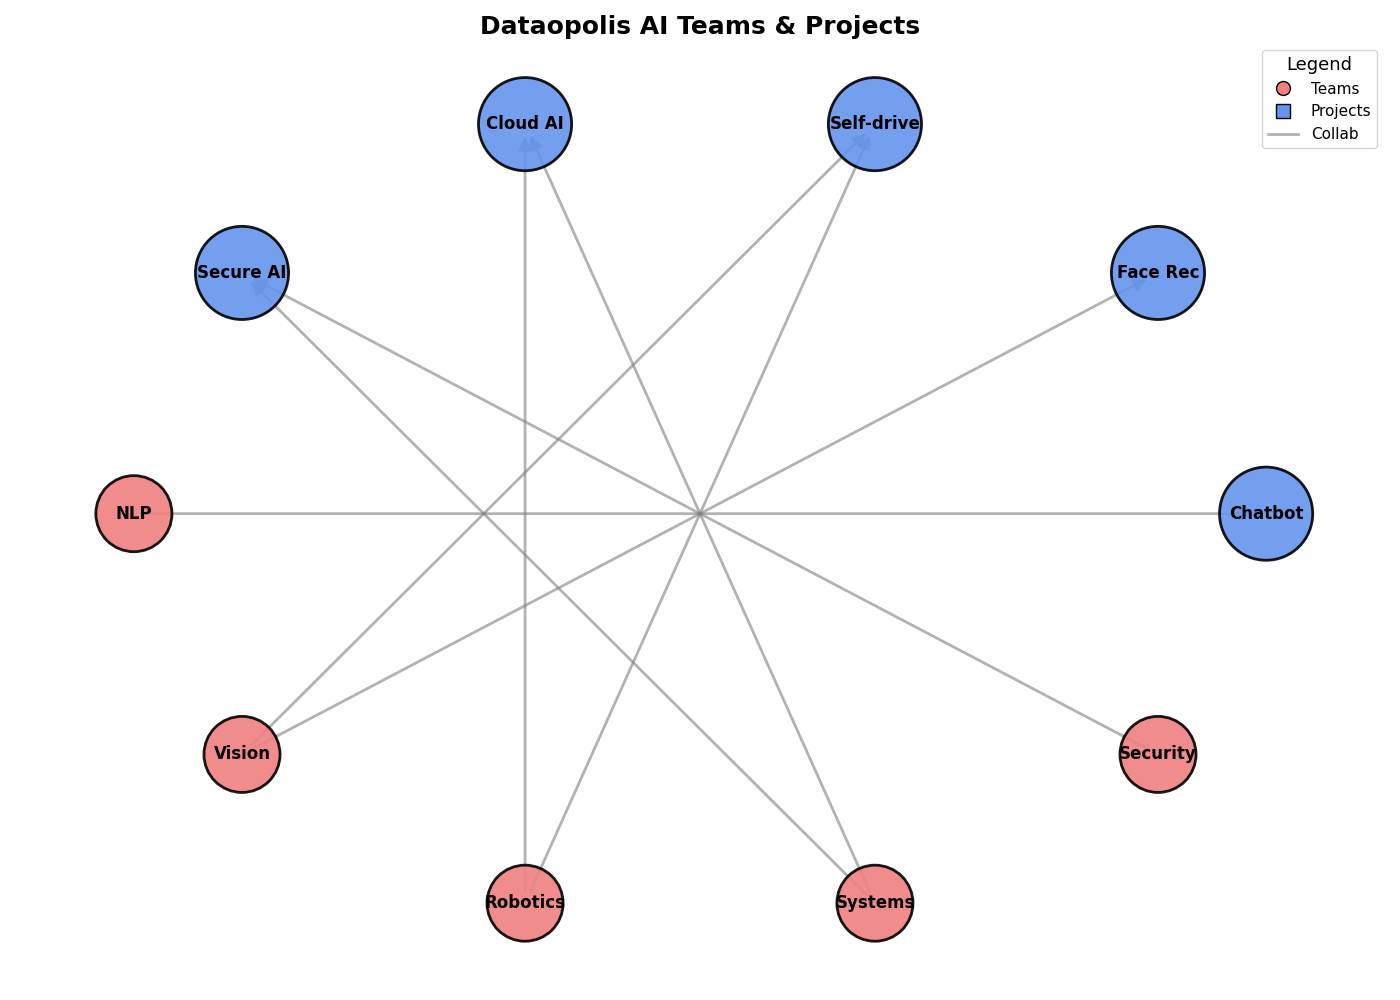 Dataopolis AI Teams & Projects
Legend
Teams
Projects
Collab
Cloud AI
Self-drive
Secure AI
Face Rec
NLP
Chatbot
Vision
Security
Robotics
Systems